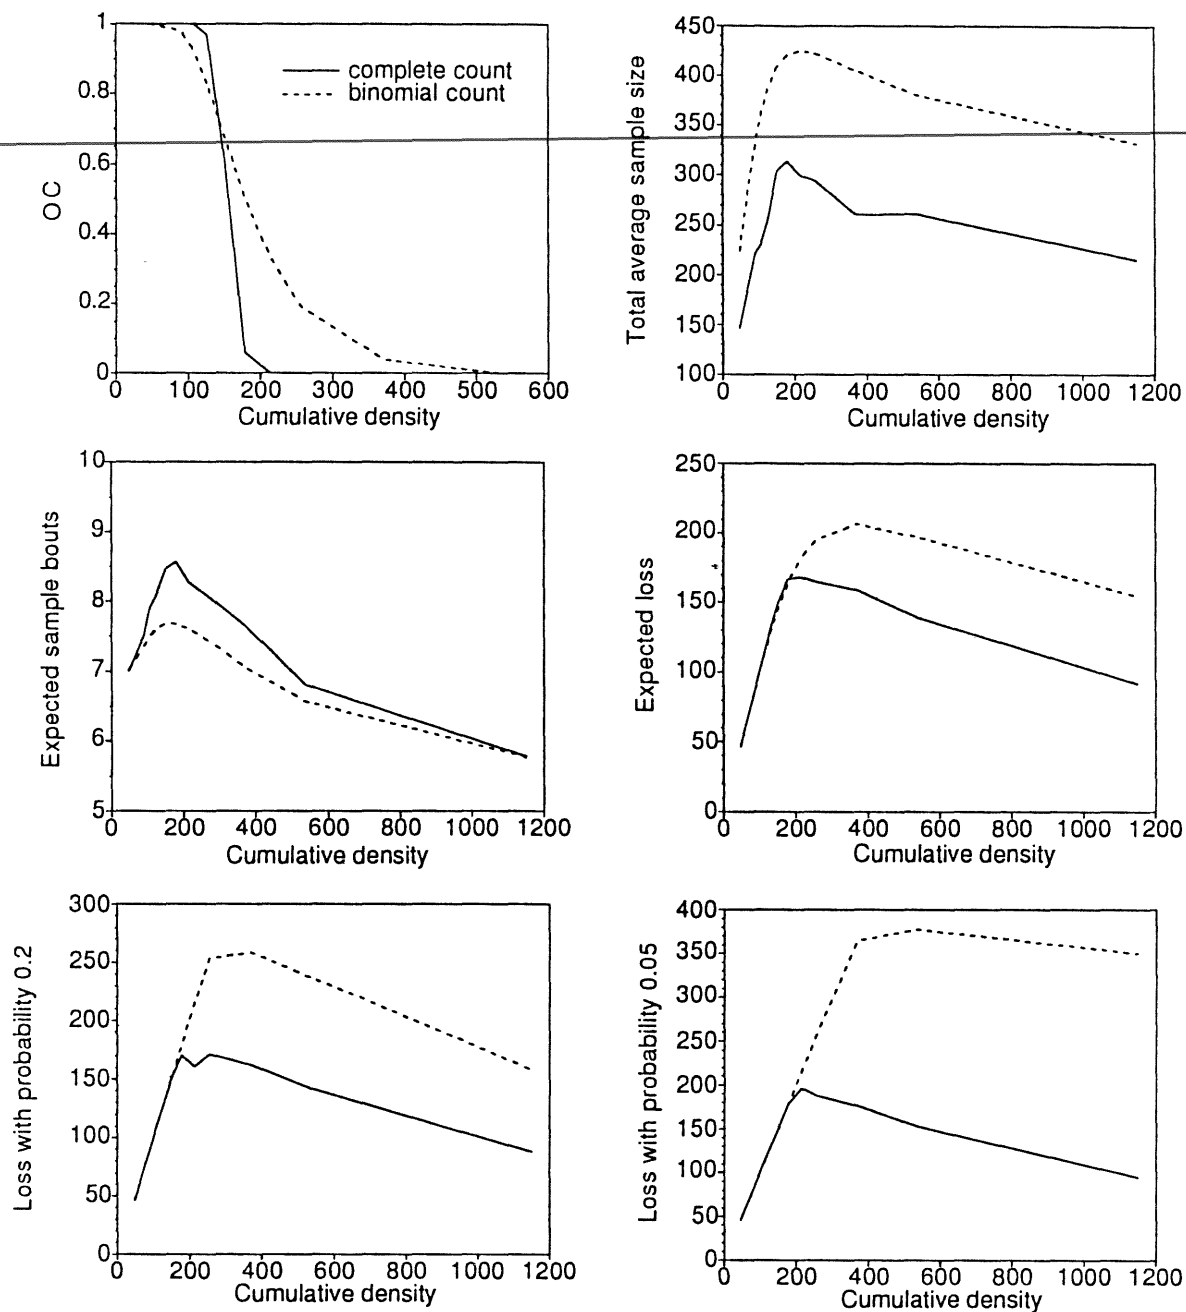 1
0.8
0.6
0.4
0.2
0
OC
complete count
binomial count
0 100 200 300 400 500 600
Cumulative density
450
400
350
300
250
200
150
100
Total average sample size
0 200 400 600 800 1000 1200
Cumulative density
10
9
8
7
6
5
Expected sample bouts
0 200 400 600 800 1000 1200
Cumulative density
250
200
150
100
50
0
Expected loss
0 200 400 600 800 1000 1200
Cumulative density
300
250
200
150
100
50
0
Loss with probability 0.2
0 200 400 600 800 1000 1200
Cumulative density
400
350
300
250
200
150
100
50
0
Loss with probability 0.05
0 200 400 600 800 1000 1200
Cumulative density